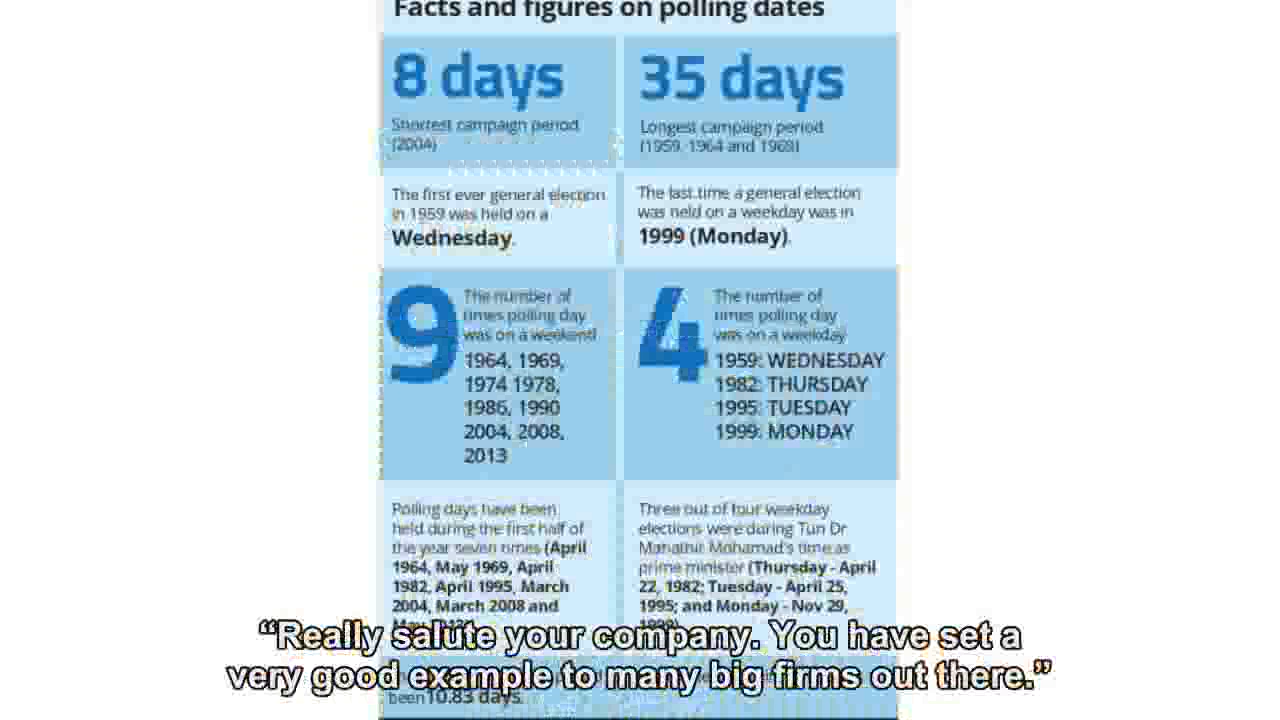 Facts and figures on polling dates
8 days
Shortest campaign period
(2004)
35 days
Longest campaign period
(1959, 1964 and 1969)
The first ever general election
in 1959 was held on a
Wednesday.
The last time a general election
was held on a weekday was in
1999 (Monday).
9
The number of
times polling day
was on a weekend
1964, 1969,
1974 1978,
1986, 1990
2004, 2008,
2013
4
The number of
times polling day
was on a weekday
1959: WEDNESDAY
1982: THURSDAY
1995: TUESDAY
1999: MONDAY
Polling days have been
held during the first half of
the year seven times (April
1964, May 1969, April
1982, April 1995, March
2004, March 2008 and
Three out of four weekday
elections were during Tun Dr
Mahathir Mohamad's time as
prime minister (Thursday - April
22, 1982; Tuesday - April 25,
1995; and Monday - Nov 29,
been 10.83 days.
“Really salute your company. You have set a
very good example to many big firms out there.”